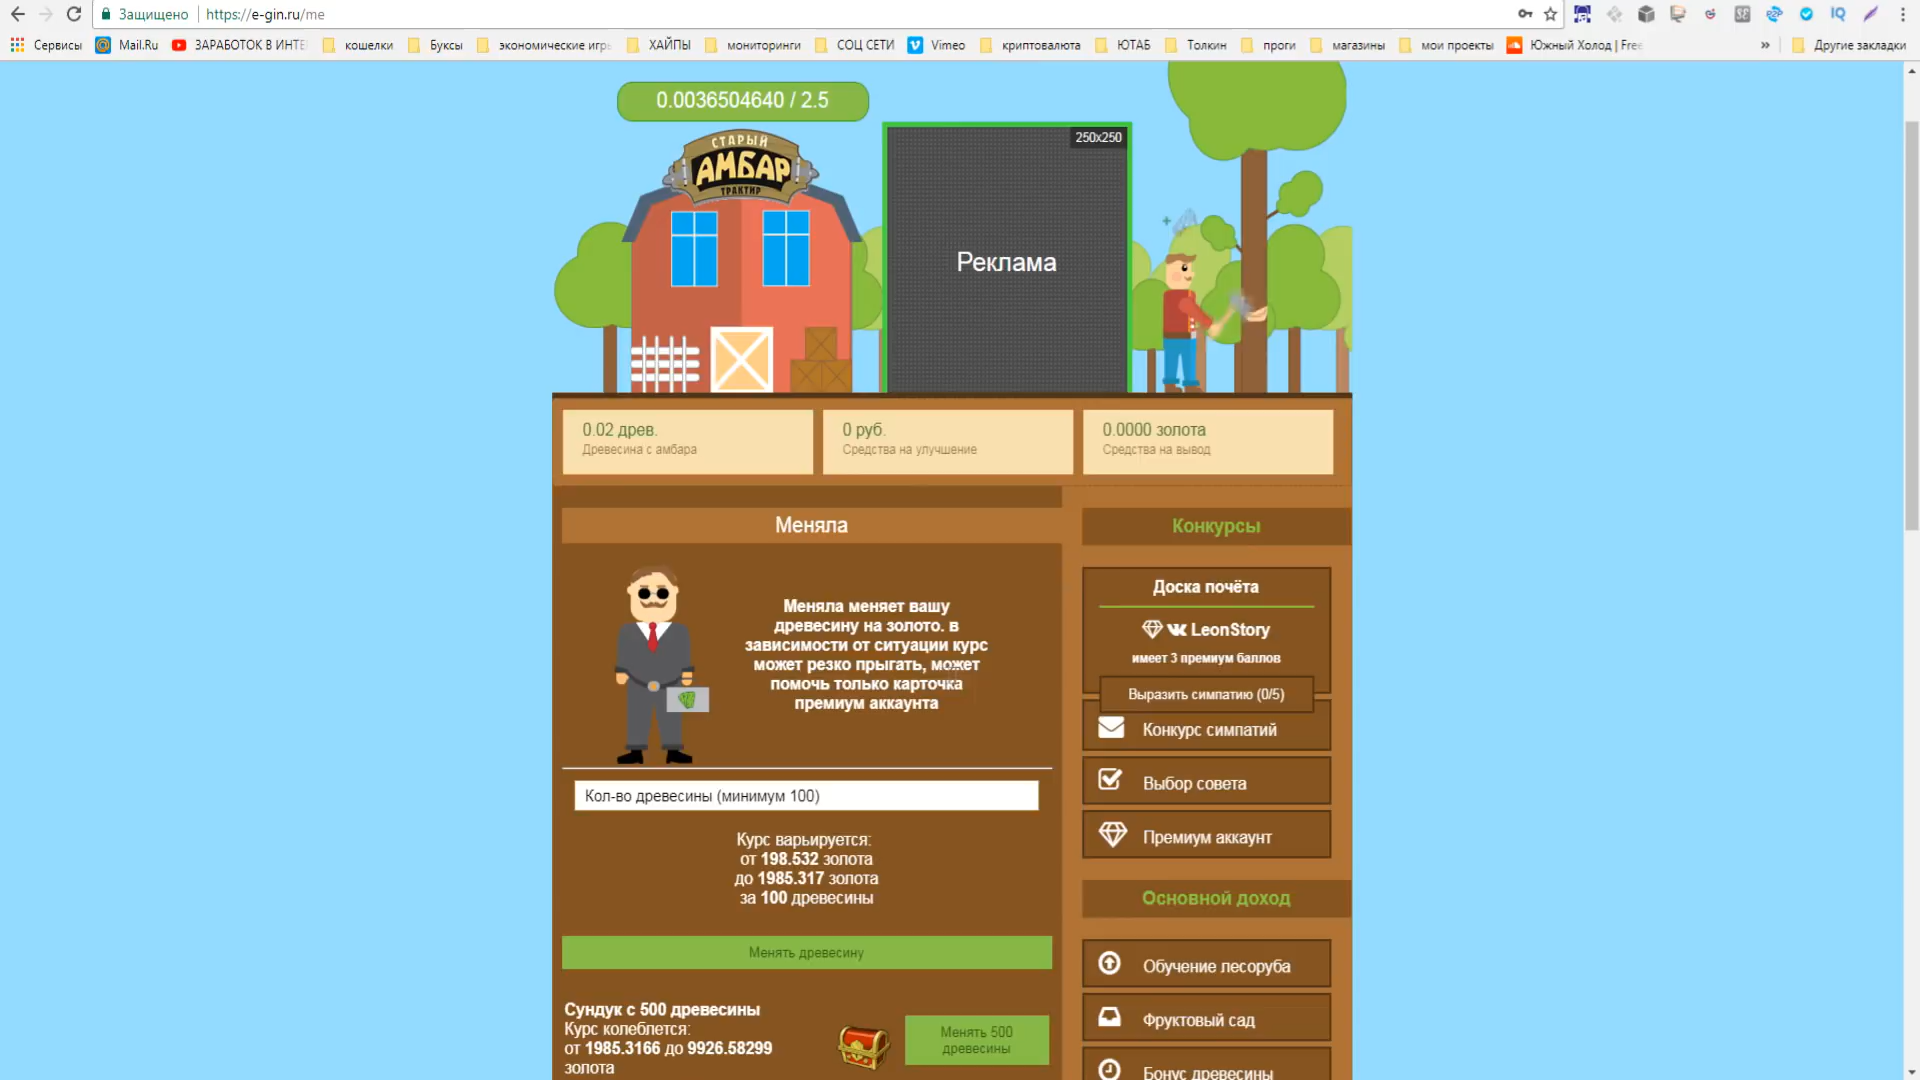 Защищено
https://e-gin.ru/me
Сервисы
Mail.Ru
ЗАРАБОТОК В ИНТЕ
кошелки
Буксы
экономические игры
ХАЙПЫ
мониторинги
СОЦ СЕТИ
Vimeo
криптовалюта
ЮТАБ
Толкин
проги
магазины
мои проекты
Южный Холод | Free
»
Другие закладки
0.0036504640 / 2.5
СТАРЫЙ
АМБАР
ТРАКТИР
250x250
Реклама
0.02 древ.
Древесина с амбара
0 руб.
Средства на улучшение
0.0000 золота
Средства на вывод
Меняла
Меняла меняет вашу
древесину на золото. в
зависимости от ситуации курс
может резко прыгать, может
помочь только карточка
премиум аккаунта
Кол-во древесины (минимум 100)
Курс варьируется:
от 198.532 золота
до 1985.317 золота
за 100 древесины
Менять древесину
Сундук с 500 древесины
Курс колеблется:
от 1985.3166 до 9926.58299
золота
Менять 500
древесины
Конкурсы
Доска почёта
LeonStory
имеет 3 премиум баллов
Выразить симпатию (0/5)
Конкурс симпатий
Выбор совета
Премиум аккаунт
Основной доход
Обучение лесоруба
Фруктовый сад
Бонус древесины